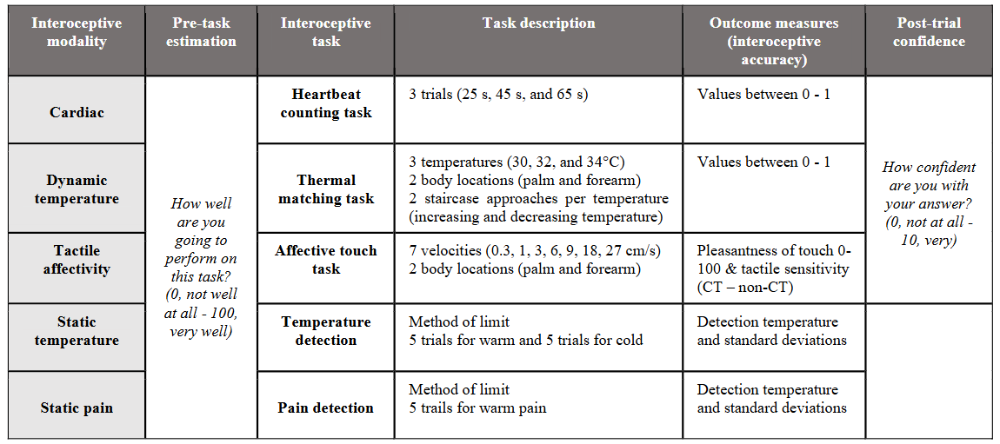 Interoceptive
modality
Pre-task
estimation
Interoceptive
task
Task description
Outcome measures
(interoceptive
accuracy)
Post-trial
confidence
Cardiac
How well
are you
going to
perform on
this task?
(0, not well
at all - 100,
very well)
Heartbeat
counting task
3 trials (25 s, 45 s, and 65 s)
Values between 0 - 1
How confident
are you with
your answer?
(0, not at all -
10, very)
Dynamic
temperature
Thermal
matching task
3 temperatures (30, 32, and 34°C)
2 body locations (palm and forearm)
2 staircase approaches per temperature
(increasing and decreasing temperature)
Values between 0 - 1
Tactile
affectivity
Affective touch
task
7 velocities (0.3, 1, 3, 6, 9, 18, 27 cm/s)
2 body locations (palm and forearm)
Pleasantness of touch 0-
100 & tactile sensitivity
(CT – non-CT)
Static
temperature
Temperature
detection
Method of limit
5 trials for warm and 5 trials for cold
Detection temperature
and standard deviations
Static pain
Pain detection
Method of limit
5 trails for warm pain
Detection temperature
and standard deviations